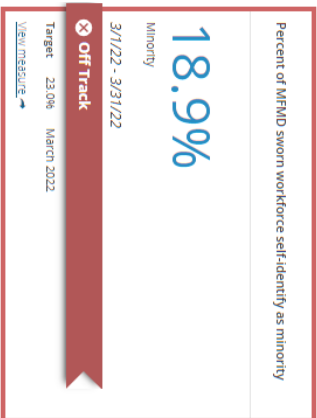 Percent of MFMD sworn workforce self-identify as minority
18.9%
Minority
3/1/22 - 3/31/22
Off Track
Target 23.0% March 2022
View measure